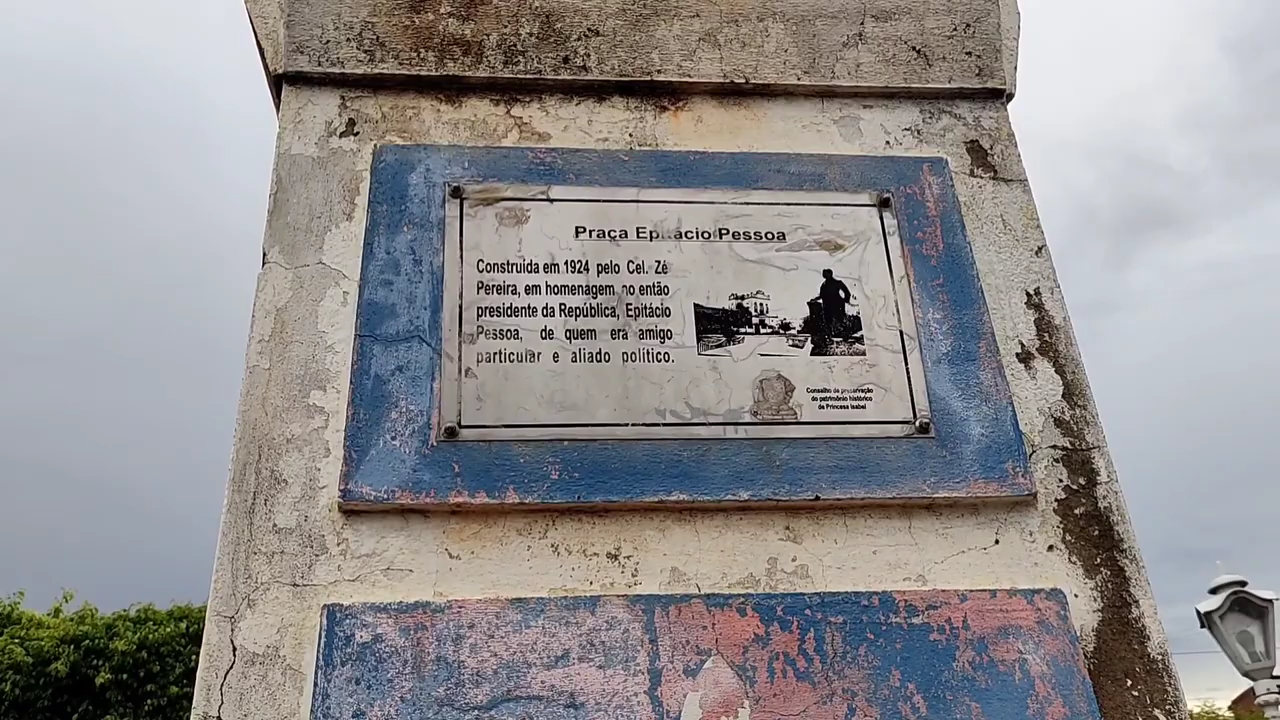 Praça Epitácio Pessoa
Construída em 1924 pelo Cel. Zé
Pereira, em homenagem ao então
presidente da República, Epitácio
Pessoa, de quem era amigo
particular e aliado político.
Conselho de preservação
do patrimônio histórico
de Princesa Isabel